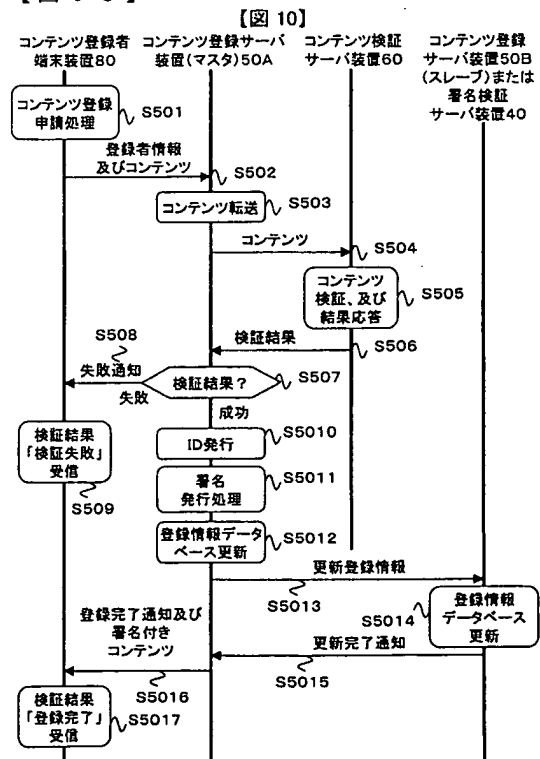 【図10】
コンテンツ登録者
端末装置80
コンテンツ登録サーバ
装置(マスタ)50A
コンテンツ検証
サーバ装置60
コンテンツ登録
サーバ装置50B
(スレーブ)または
署名検証
サーバ装置40
コンテンツ登録
申請処理
S501
登録者情報
及びコンテンツ
S502
コンテンツ転送
S503
コンテンツ
S504
コンテンツ
検証、及び
結果応答
S505
検証結果
S506
S508
失敗通知
失敗
検証結果?
S507
成功
検証結果
「検証失敗」
受信
S509
ID発行
S5010
署名
発行処理
S5011
登録情報データ
ベース更新
S5012
更新登録情報
S5013
登録情報
データベース
更新
S5014
更新完了通知
S5015
登録完了通知及び
署名付き
コンテンツ
S5016
検証結果
「登録完了」
受信
S5017